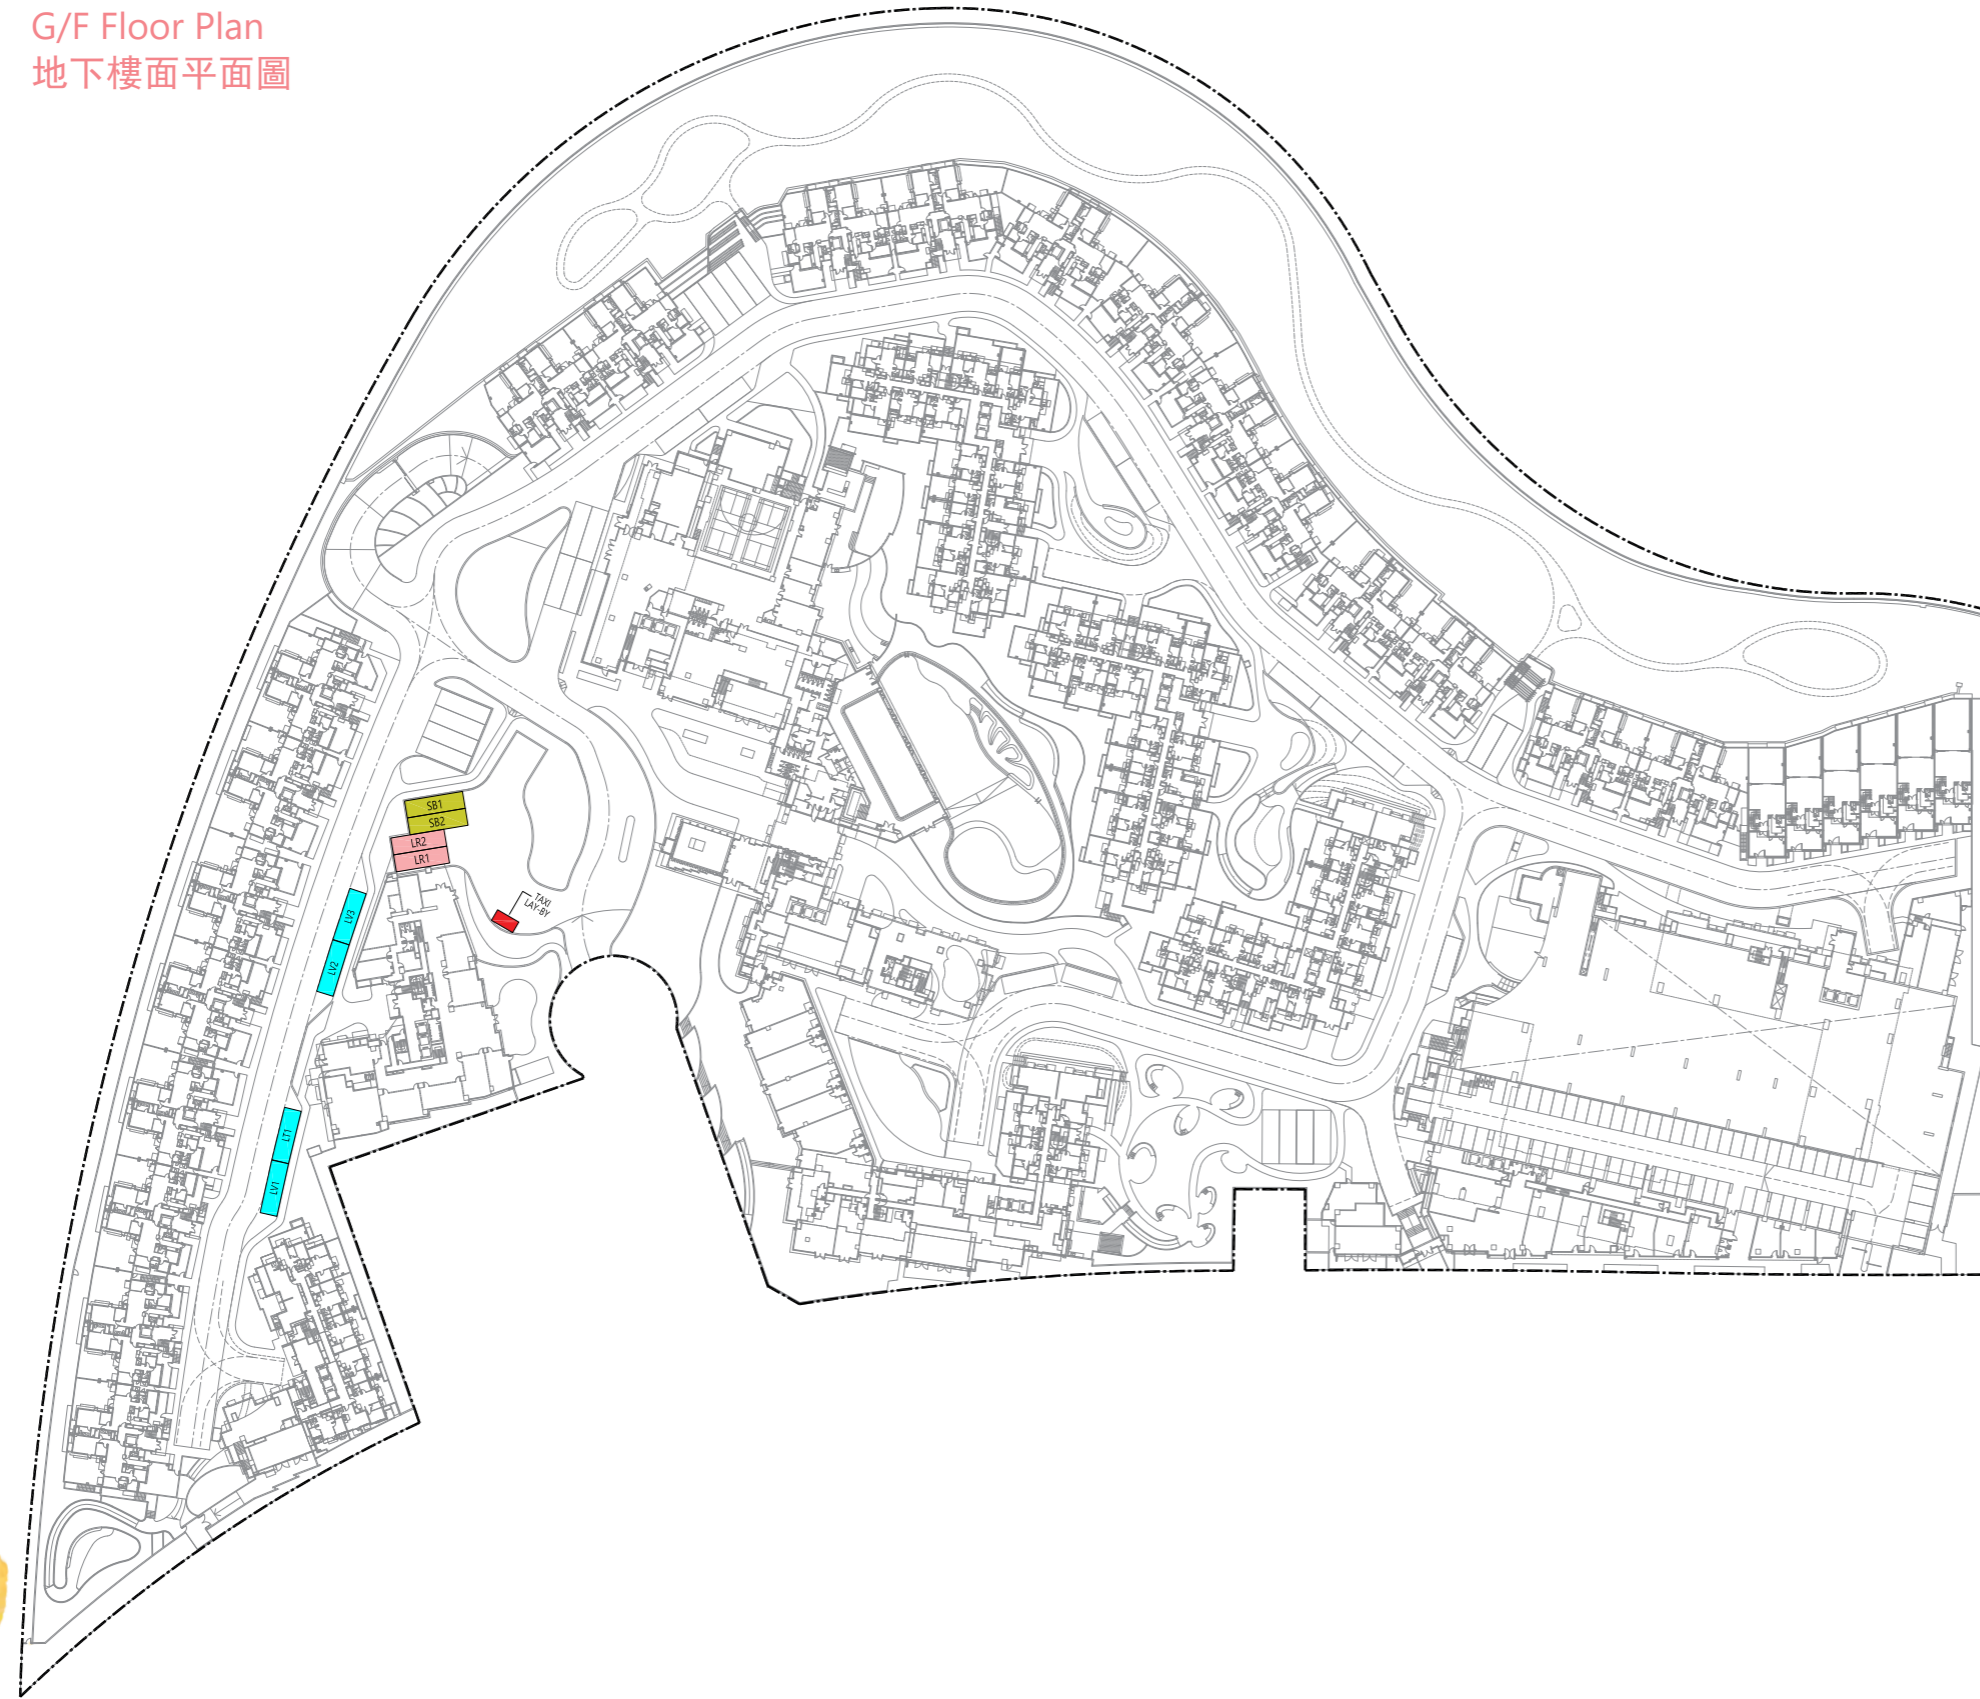 G/F Floor Plan
地下樓面平面圖
SB1
SB2
LR2
LR1
TAXI
LAY-BY
LV3
LV2
LT1
LV1